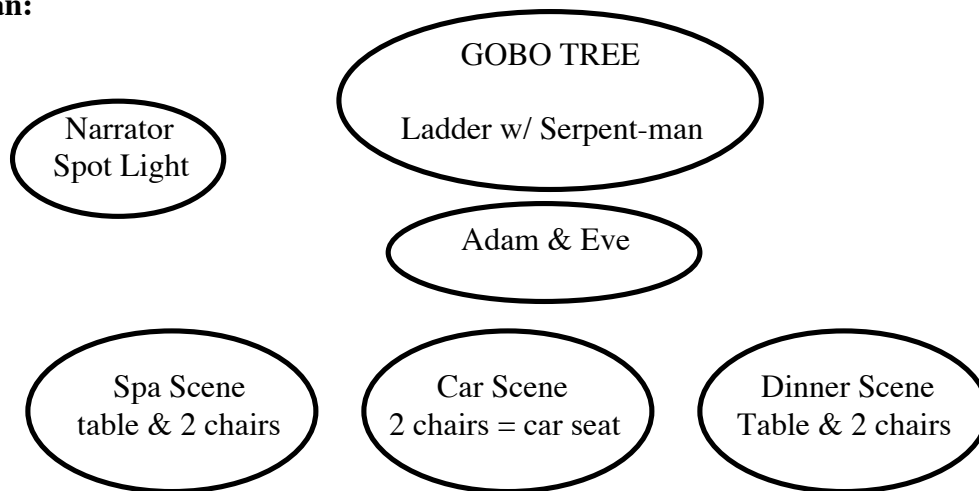 an:
GOBO TREE
Ladder w/ Serpent-man
Narrator
Spot Light
Adam & Eve
Spa Scene
table & 2 chairs
Car Scene
2 chairs = car seat
Dinner Scene
Table & 2 chairs